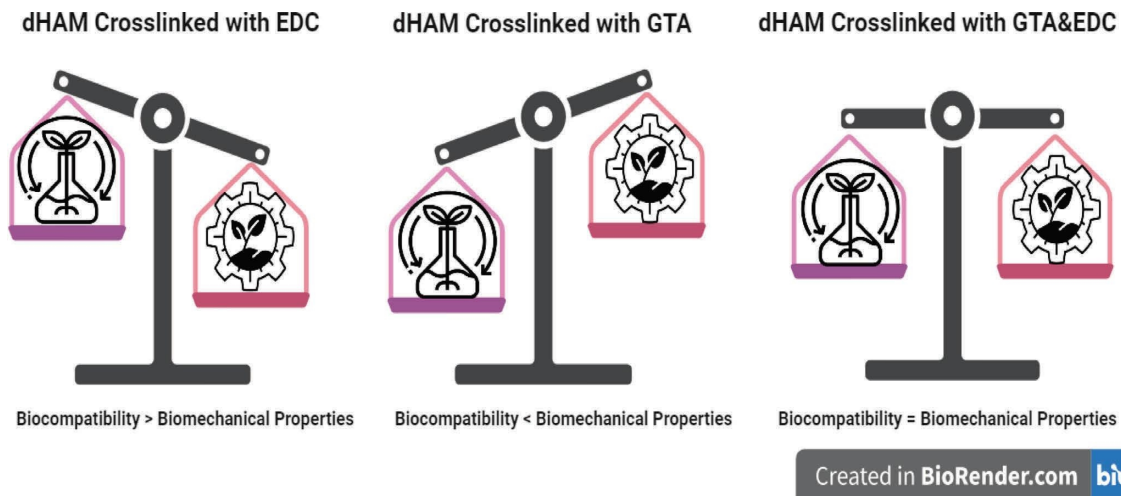 dHAM Crosslinked with EDC
dHAM Crosslinked with GTA
dHAM Crosslinked with GTA&EDC
Biocompatibility > Biomechanical Properties
Biocompatibility < Biomechanical Properties
Biocompatibility = Biomechanical Properties
Created in BioRender.com